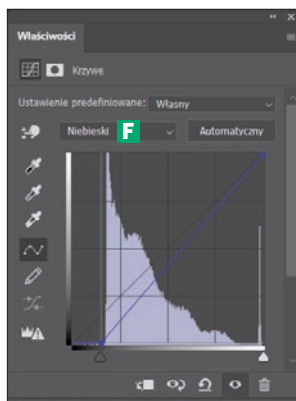 Właściwości
Krzywe
Ustawienie predefiniowane: Własny
Niebieski F Automatyczny